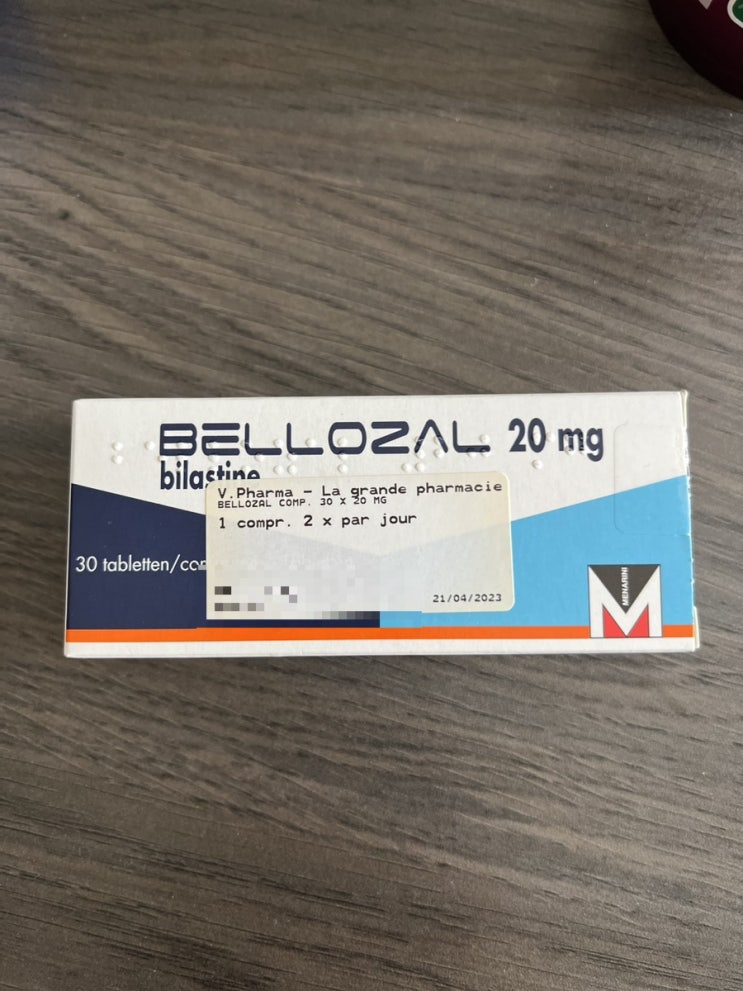 BELLOZAL 20 mg
bilastine
V.Pharma - La grande pharmacie
BELLOZAL COMP. 30 X 20 MG
1 compr. 2 x par jour
30 tabletten/com
21/04/2023
MENARINI
M